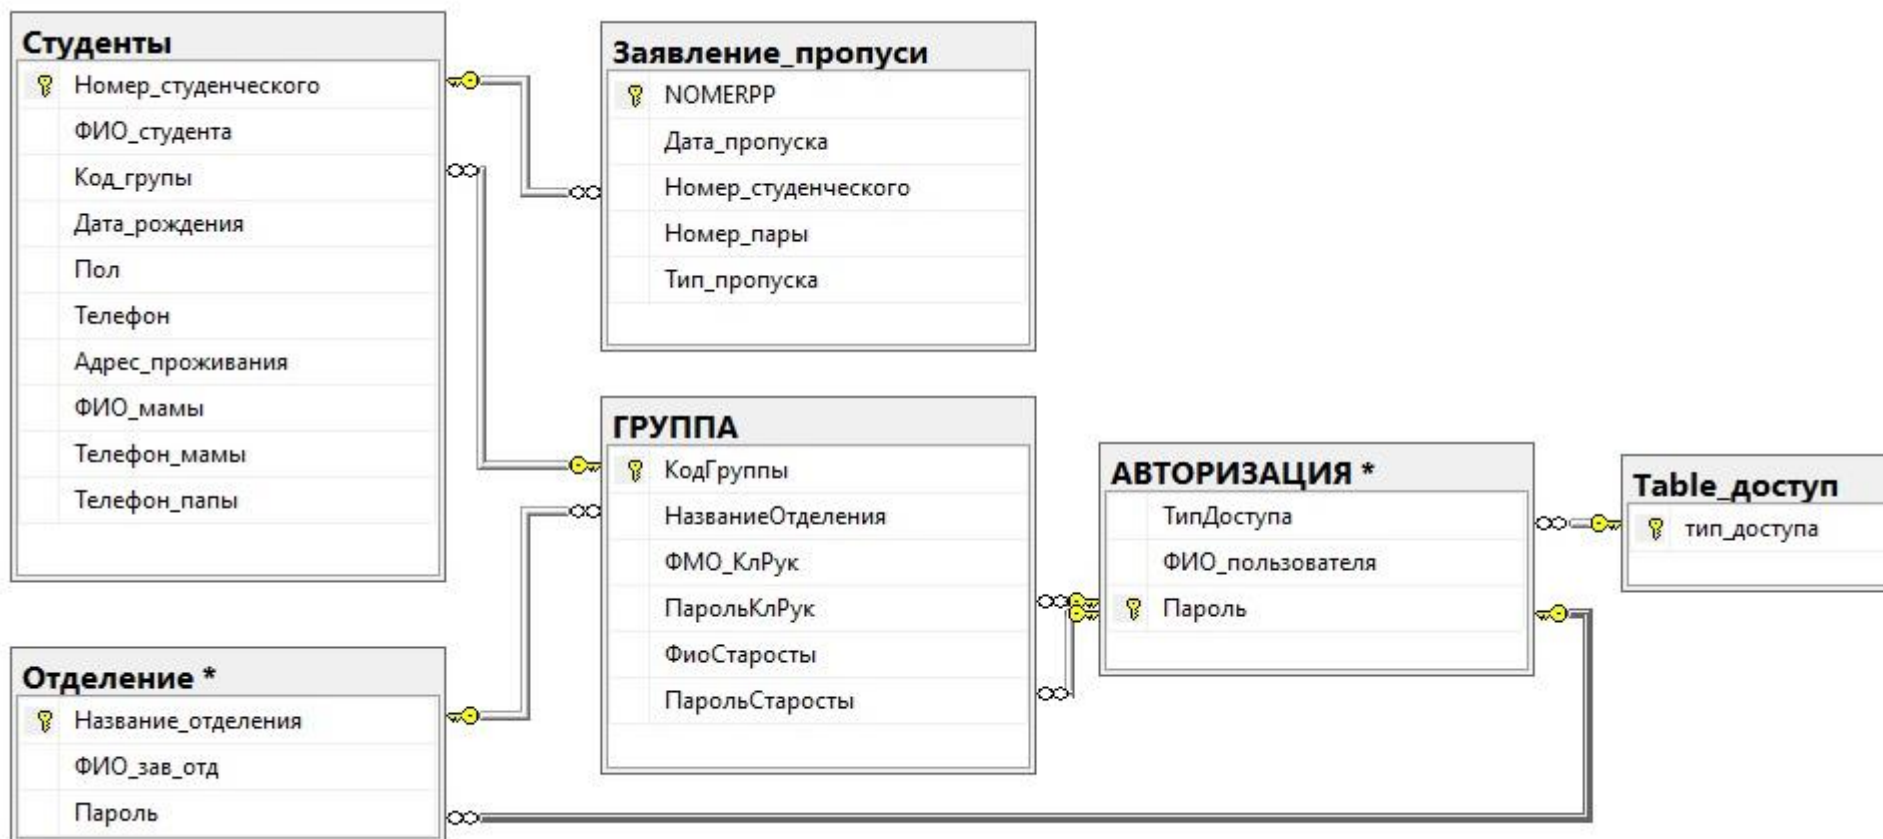 Студенты
Номер_студенческого
ФИО_студента
Код_групы
Дата_рождения
Пол
Телефон
Адрес_проживания
ФИО_мамы
Телефон_мамы
Телефон_папы
Заявление_пропуси
NOMERPP
Дата_пропуска
Номер_студенческого
Номер_пары
Тип_пропуска
ГРУППА
КодГруппы
НазваниеОтделения
ФМО_КлРук
ПарольКлРук
ФиоСтаросты
ПарольСтаросты
АВТОРИЗАЦИЯ *
ТипДоступа
ФИО_пользователя
Пароль
Table_доступ
тип_доступа
Отделение *
Название_отделения
ФИО_зав_отд
Пароль